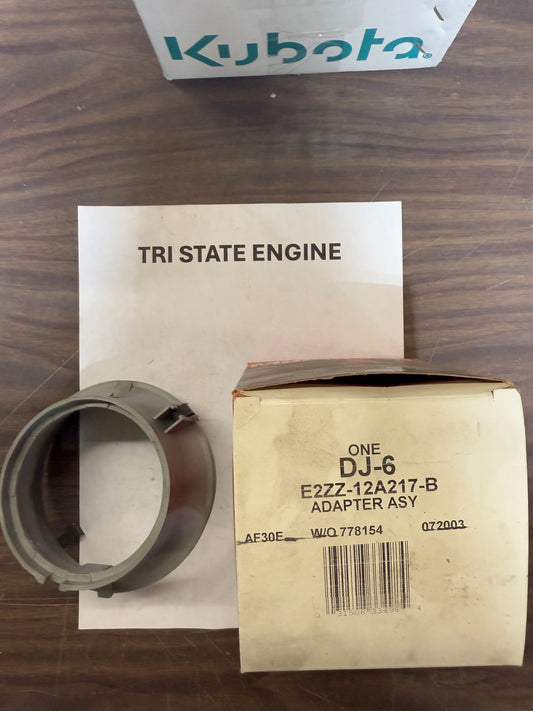 Kubota®
TRI STATE ENGINE
ONE
DJ-6
E2ZZ-12A217-B
ADAPTER ASY
AF30E W/O 778154 072003